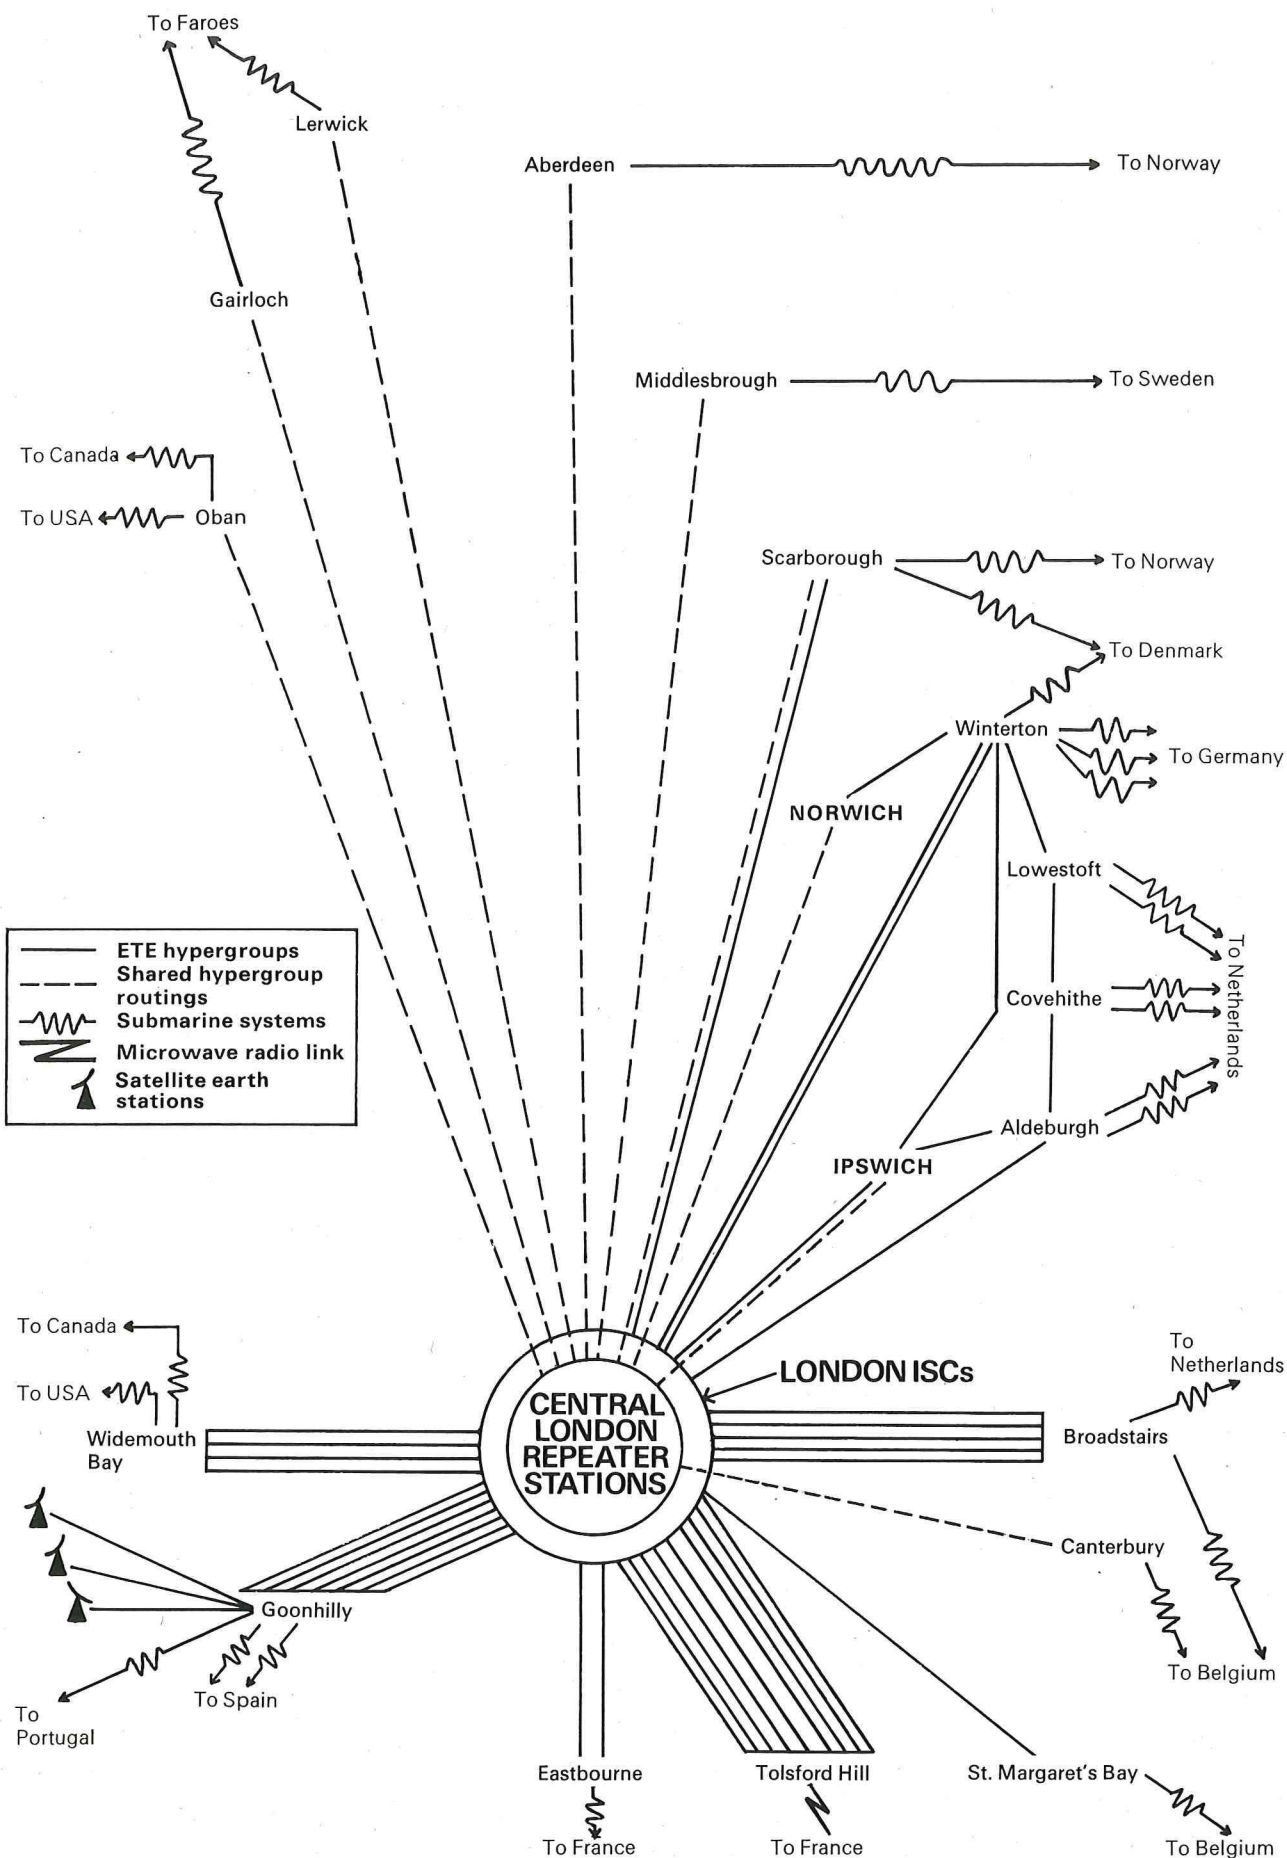 To Faroes
Lerwick
Aberdeen
To Norway
Gairloch
Middlesbrough
To Sweden
To Canada
To USA
Oban
Scarborough
To Norway
To Denmark
Winterton
To Germany
NORWICH
Lowestoft
To Netherlands
ETE hypergroups
Shared hypergroup
routings
Submarine systems
Microwave radio link
Satellite earth
stations
Covehithe
Aldeburgh
IPSWICH
To Canada
To USA
Widemouth
Bay
LONDON ISCs
CENTRAL
LONDON
REPEATER
STATIONS
To
Netherlands
Broadstairs
Canterbury
To Belgium
Goonhilly
To Spain
To
Portugal
Eastbourne
To France
Tolsford Hill
To France
St. Margaret's Bay
To Belgium